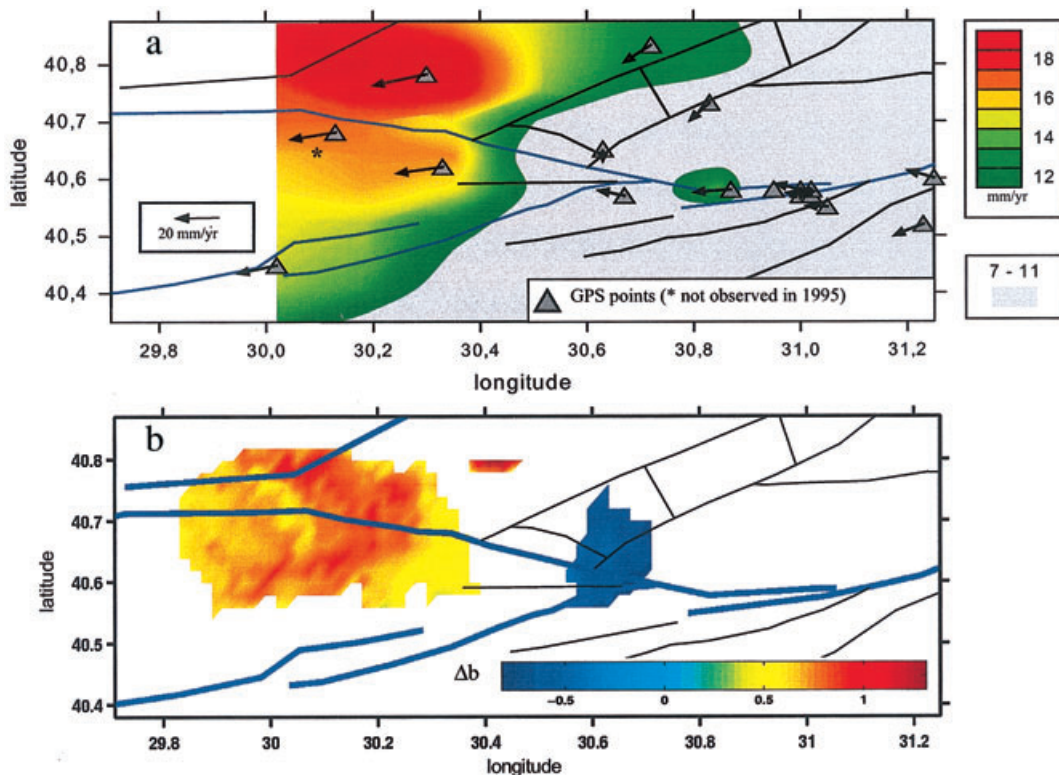 a
40,8
40,7
40,6
40,5
40,4
latitude
*
20 mm/yr
GPS points (* not observed in 1995)
29,8 30,0 30,2 30,4 30,6 30,8 31,0 31,2
longitude
18
16
14
12
mm/yr
7 - 11
b
40.8
40.7
40.6
40.5
40.4
latitude
Δb
−0.5 0 0.5 1
29.8 30 30.2 30.4 30.6 30.8 31 31.2
longitude